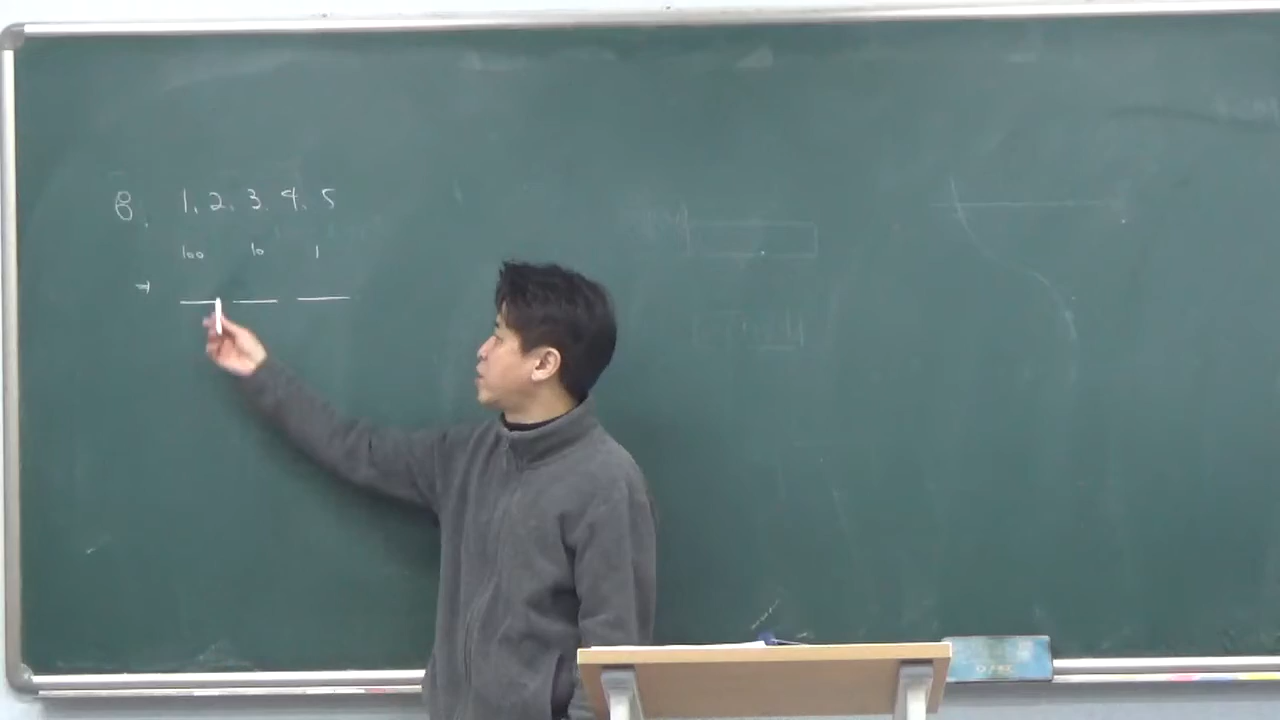 8. 1, 2, 3, 4, 5
100 10 1
→ ___ ___ ___